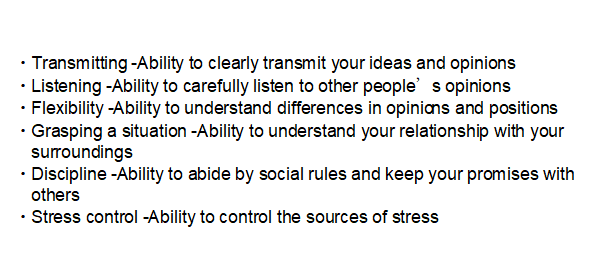 ・Transmitting -Ability to clearly transmit your ideas and opinions
・Listening -Ability to carefully listen to other people’s opinions
・Flexibility -Ability to understand differences in opinions and positions
・Grasping a situation -Ability to understand your relationship with your
surroundings
・Discipline -Ability to abide by social rules and keep your promises with
others
・Stress control -Ability to control the sources of stress